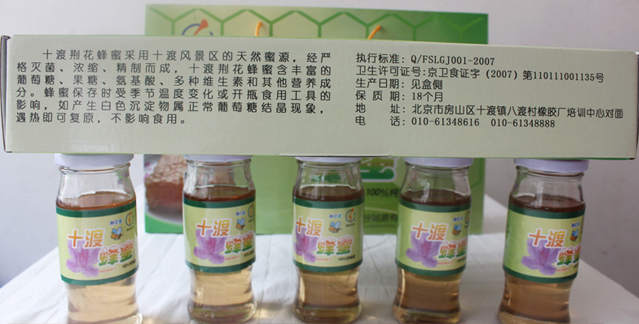 十渡荆花蜂蜜采用十渡风景区的天然蜜源，经严
格灭菌、浓缩、精制而成，十渡荆花蜂蜜含丰富的
葡萄糖、果糖、氨基酸、多种维生素和其他营养成
分。蜂蜜保存时受季节温度变化或开瓶食用工具的
影响，如产生白色沉淀物属正常葡萄糖结晶现象，
遇热即可复原，不影响食用。
执行标准：Q/FSLGJ001-2007
卫生许可证号：京卫食证字（2007）第110111001135号
生产日期：见盒侧
保 质 期：18个月
地 址：北京市房山区十渡镇八渡村橡胶厂培训中心对面
电 话：010-61348616 010-61348888
100%纯
十渡
蜂蜜
十渡
蜂蜜
十渡
蜂蜜
十渡
蜂蜜
十渡
蜂蜜